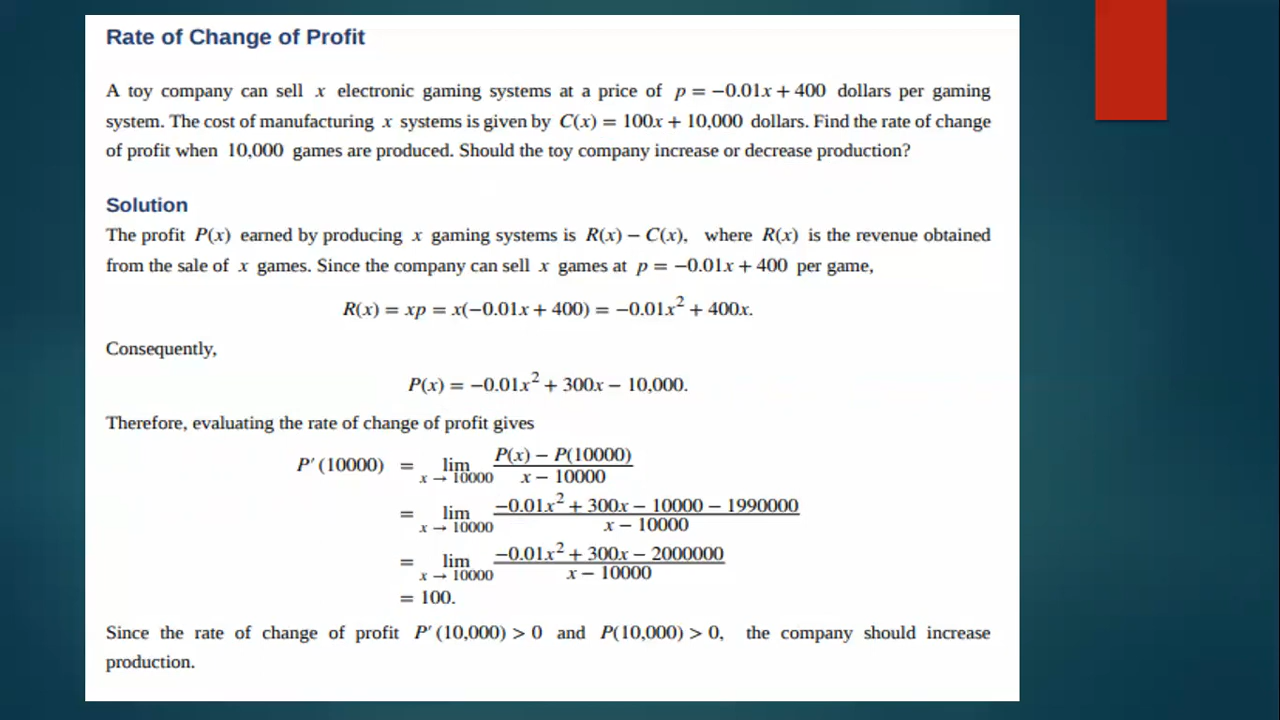 Rate of Change of Profit
A toy company can sell x electronic gaming systems at a price of p = −0.01x + 400 dollars per gaming
system. The cost of manufacturing x systems is given by C(x) = 100x + 10,000 dollars. Find the rate of change
of profit when 10,000 games are produced. Should the toy company increase or decrease production?
Solution
The profit P(x) earned by producing x gaming systems is R(x) − C(x), where R(x) is the revenue obtained
from the sale of x games. Since the company can sell x games at p = −0.01x + 400 per game,
R(x) = xp = x(−0.01x + 400) = −0.01x² + 400x.
Consequently,
P(x) = −0.01x² + 300x − 10,000.
Therefore, evaluating the rate of change of profit gives
P′(10000) = lim x → 10000 P(x) − P(10000) / x − 10000
= lim x → 10000 −0.01x² + 300x − 10000 − 1990000 / x − 10000
= lim x → 10000 −0.01x² + 300x − 2000000 / x − 10000
= 100.
Since the rate of change of profit P′(10,000) > 0 and P(10,000) > 0, the company should increase
production.